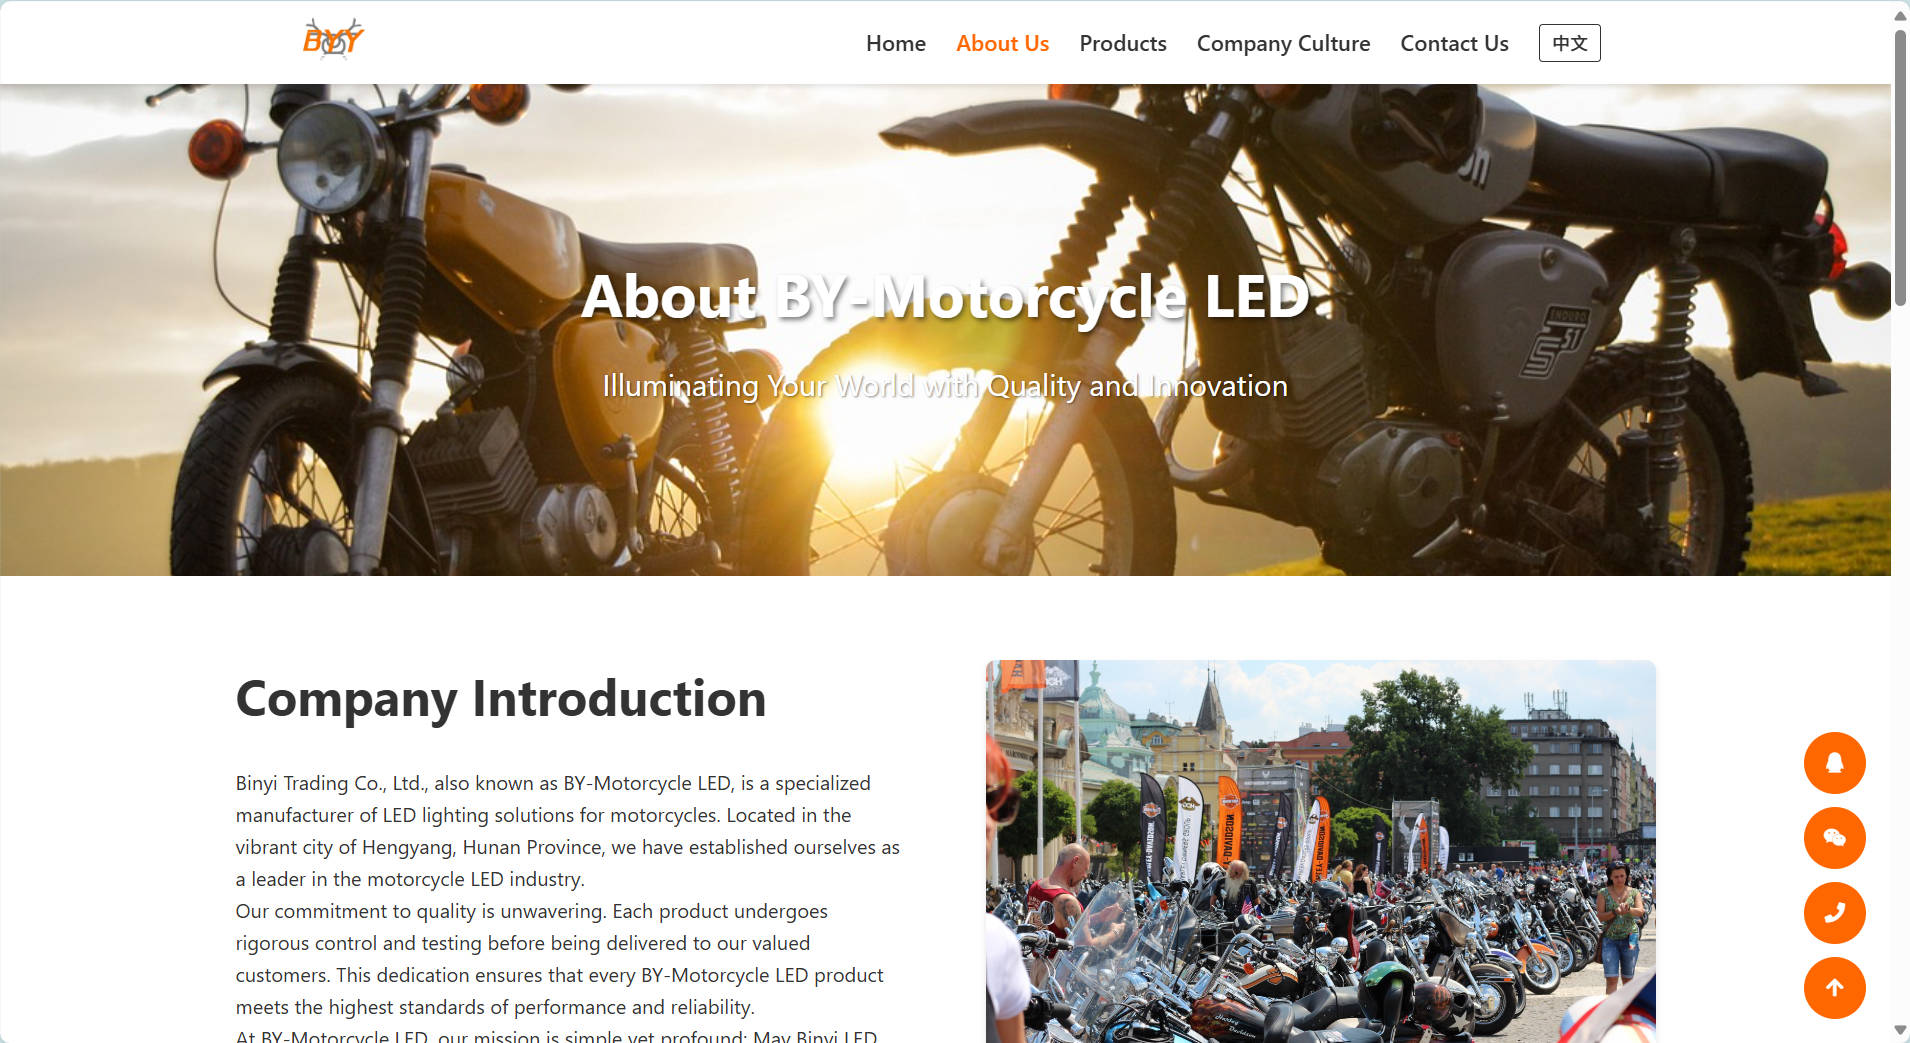 BYY
Home
About Us
Products
Company Culture
Contact Us
中文
About BY-Motorcycle LED
Illuminating Your World with Quality and Innovation
ENDURO
S51
Company Introduction
Binyi Trading Co., Ltd., also known as BY-Motorcycle LED, is a specialized
manufacturer of LED lighting solutions for motorcycles. Located in the
vibrant city of Hengyang, Hunan Province, we have established ourselves as
a leader in the motorcycle LED industry.
Our commitment to quality is unwavering. Each product undergoes
rigorous control and testing before being delivered to our valued
customers. This dedication ensures that every BY-Motorcycle LED product
meets the highest standards of performance and reliability.
At BY-Motorcycle LED, our mission is simple yet profound: May Binyi LED
Harley
Davidson